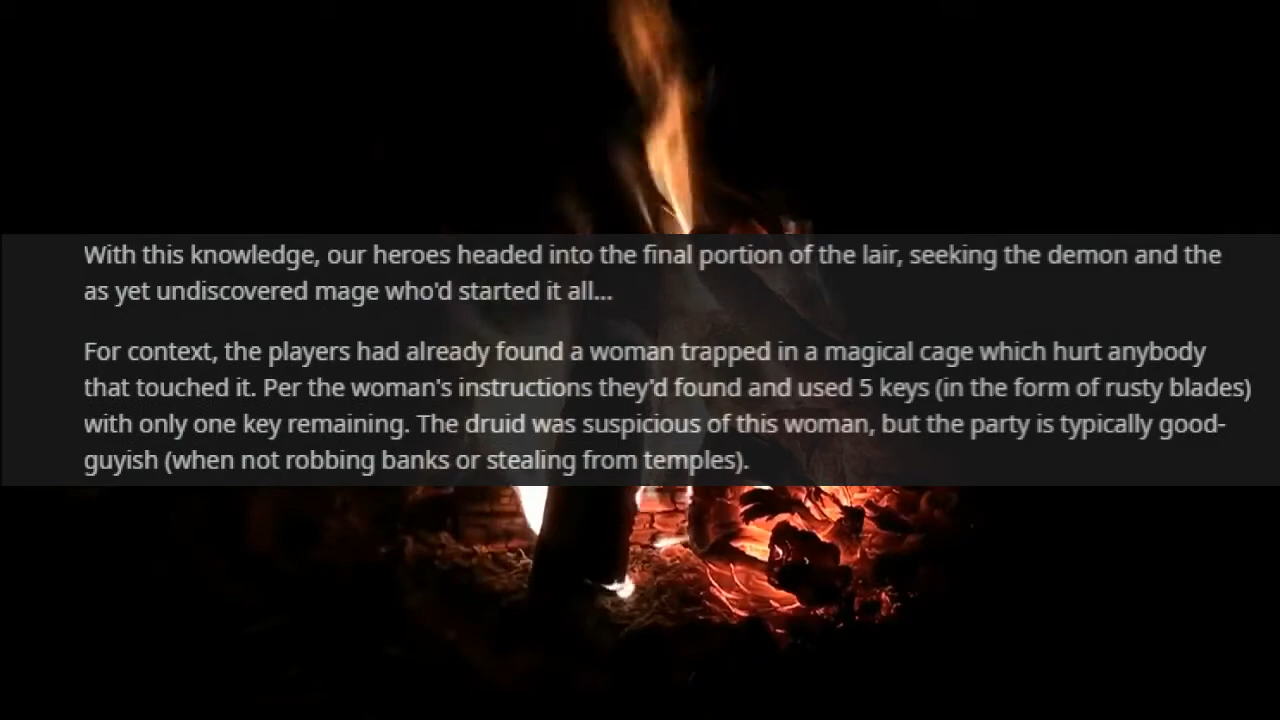 With this knowledge, our heroes headed into the final portion of the lair, seeking the demon and the
as yet undiscovered mage who'd started it all...
For context, the players had already found a woman trapped in a magical cage which hurt anybody
that touched it. Per the woman's instructions they'd found and used 5 keys (in the form of rusty blades)
with only one key remaining. The druid was suspicious of this woman, but the party is typically good-
guyish (when not robbing banks or stealing from temples).